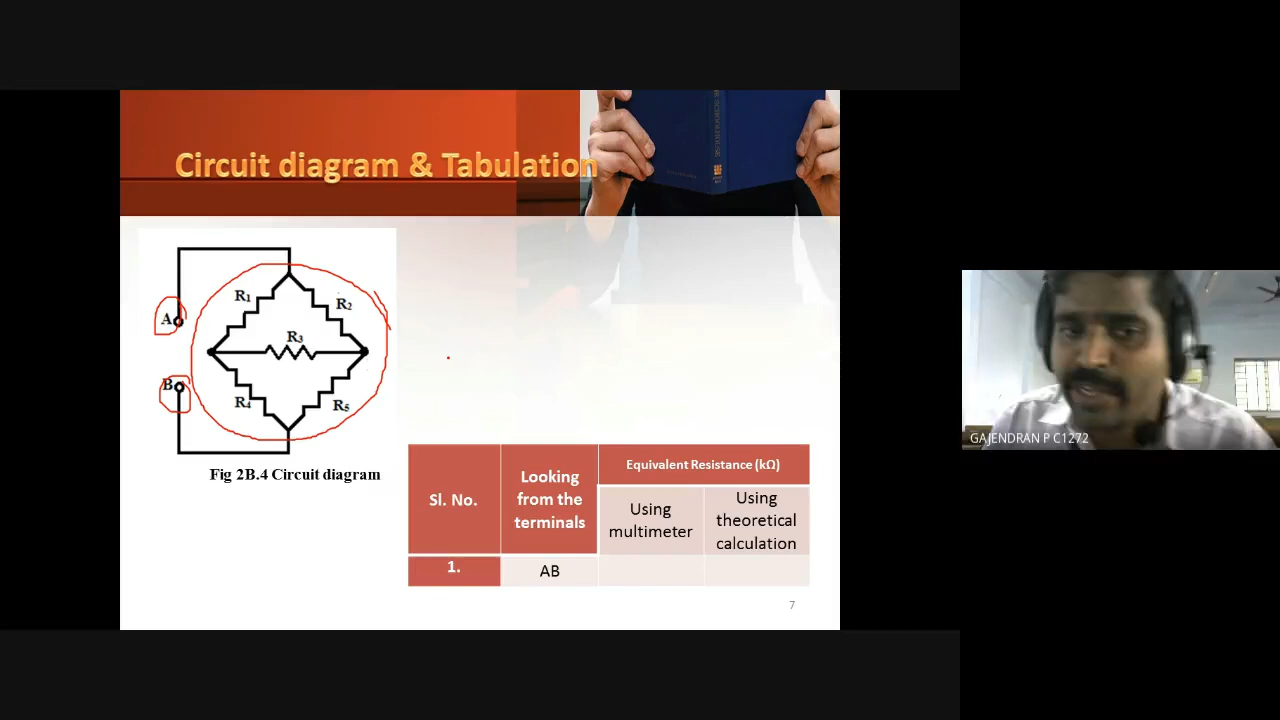 Circuit diagram & Tabulation
R1
R2
A
R3
B
R4
R5
Fig 2B.4 Circuit diagram
Sl. No.
Looking
from the
terminals
Equivalent Resistance (kΩ)
Using
multimeter
Using
theoretical
calculation
1.
AB
7
GAJENDRAN P C1272